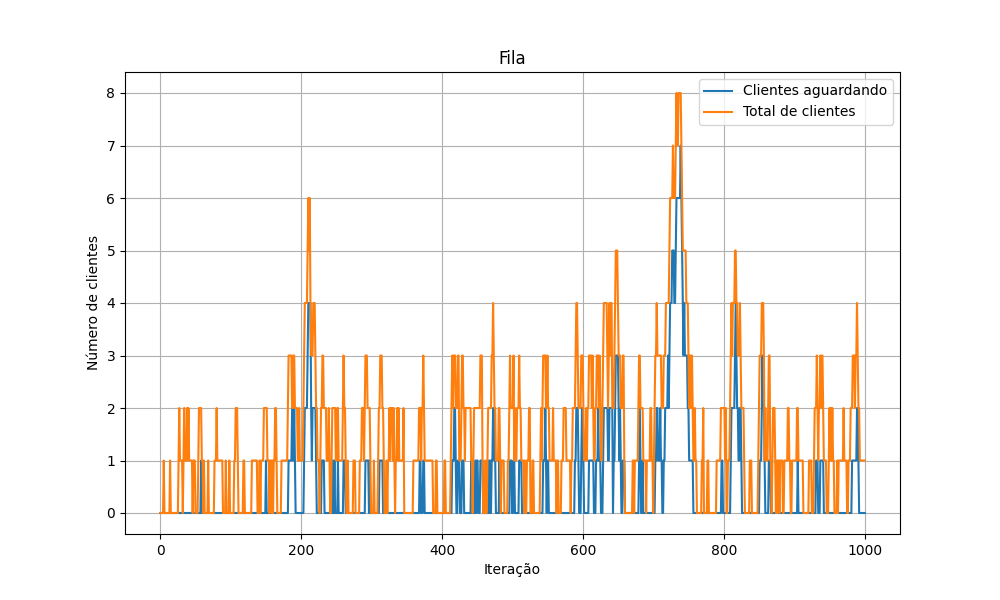 Fila
Clientes aguardando
Total de clientes
Número de clientes
8
7
6
5
4
3
2
1
0
0 200 400 600 800 1000
Iteração